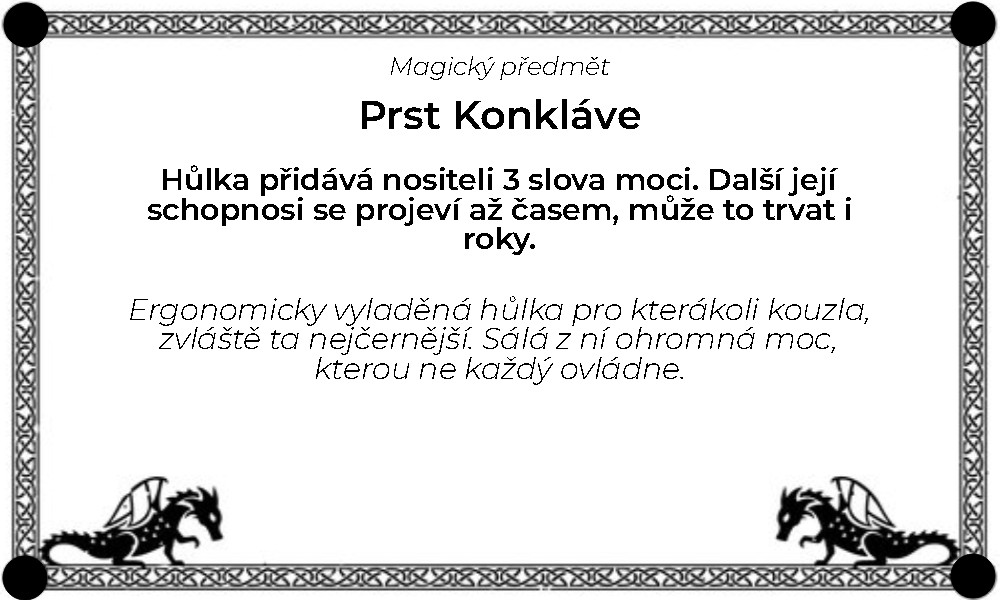 Magický předmět
Prst Konkláve
Hůlka přidává nositeli 3 slova moci. Další její
schopnosi se projeví až časem, může to trvat i
roky.
Ergonomicky vyladěná hůlka pro kterákoli kouzla,
zvláště ta nejčernější. Sálá z ní ohromná moc,
kterou ne každý ovládne.